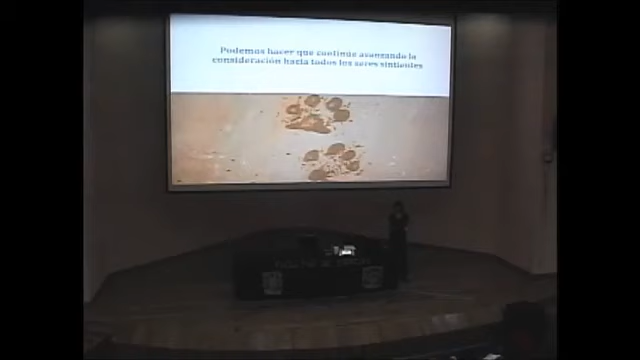 Podemos hacer que continúe avanzando la
consideración hacia todos los seres sintientes